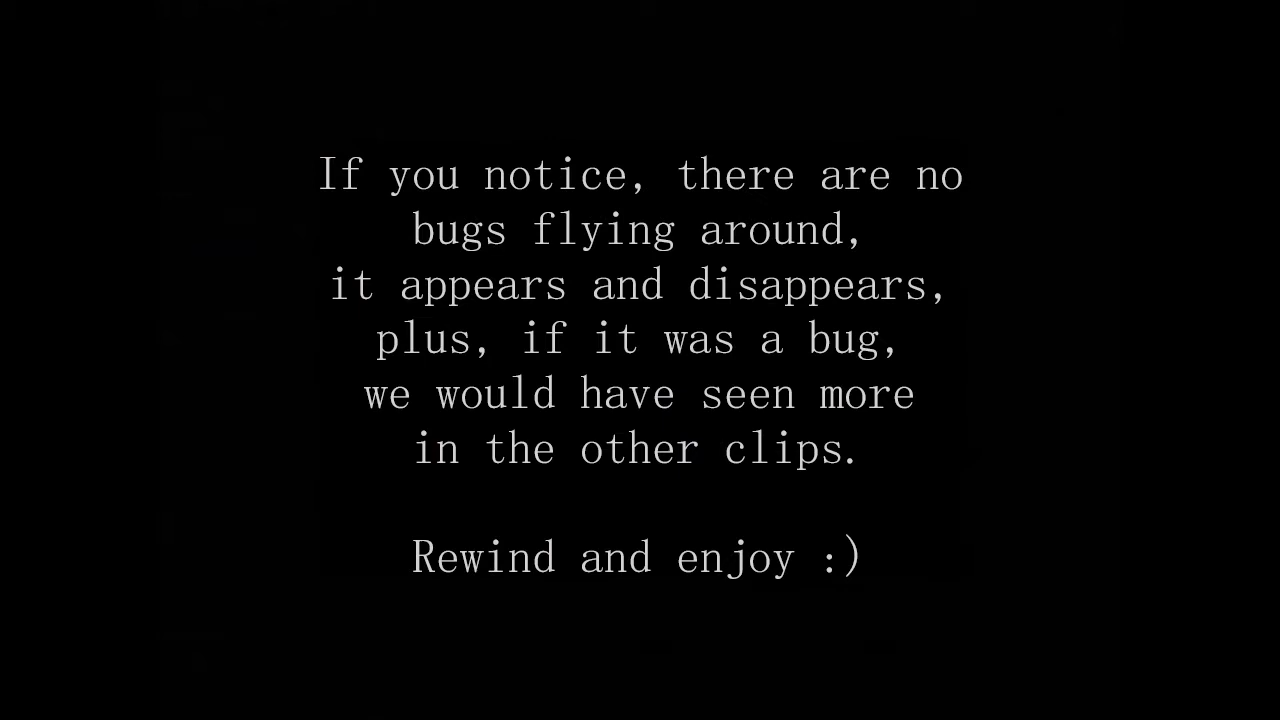 If you notice, there are no
bugs flying around,
it appears and disappears,
plus, if it was a bug,
we would have seen more
in the other clips.
Rewind and enjoy :)